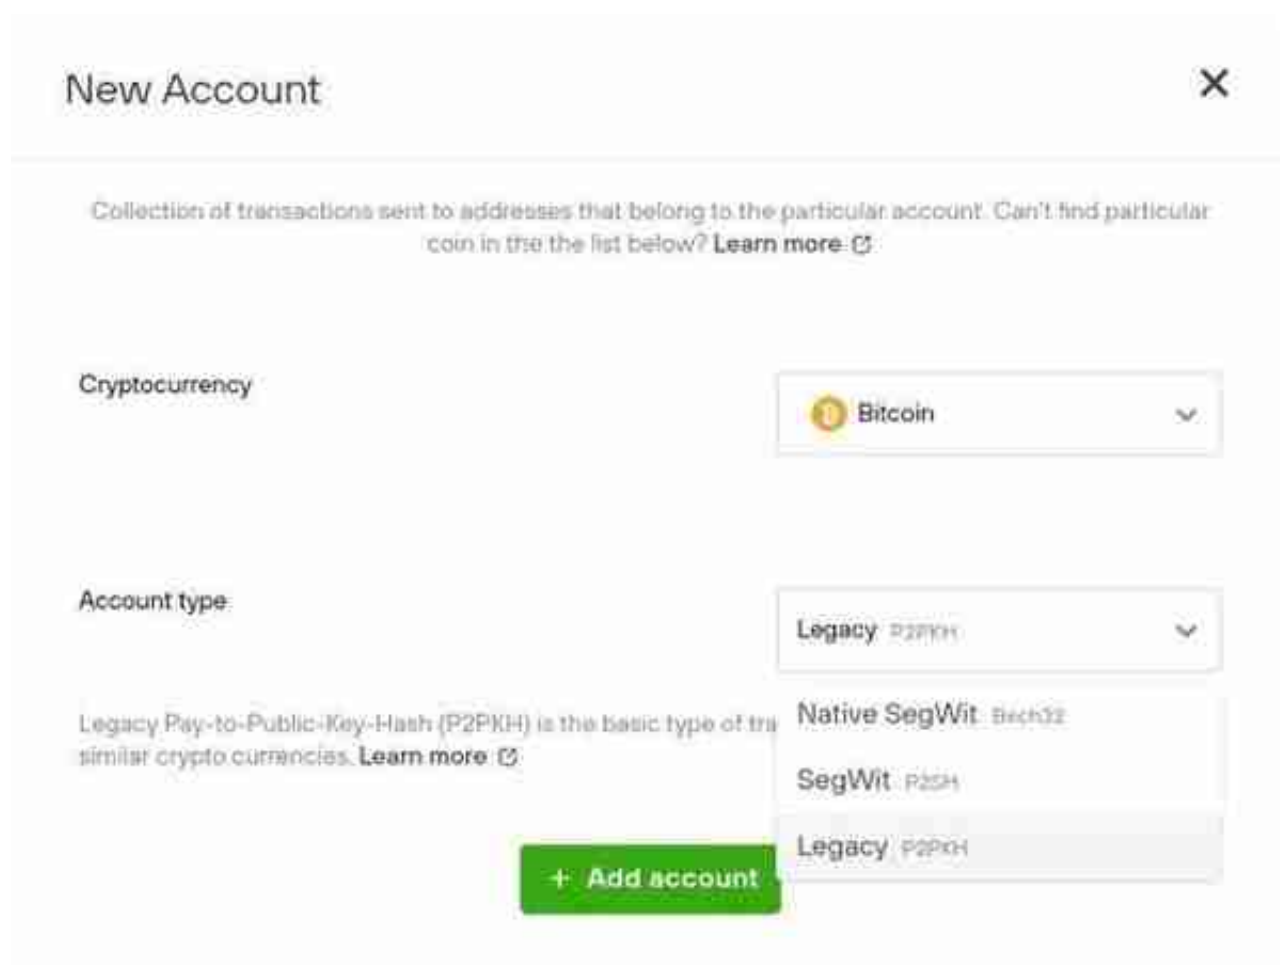 New Account
Collection of transactions sent to addresses that belong to the particular account. Can't find particular
coin in the the list below? Learn more
Cryptocurrency
Bitcoin
Account type
Legacy P2PKH
Legacy Pay-to-Public-Key-Hash (P2PKH) is the basic type of tra
similar crypto currencies. Learn more
Native SegWit Bech32
SegWit P2SH
Legacy P2PKH
+ Add account